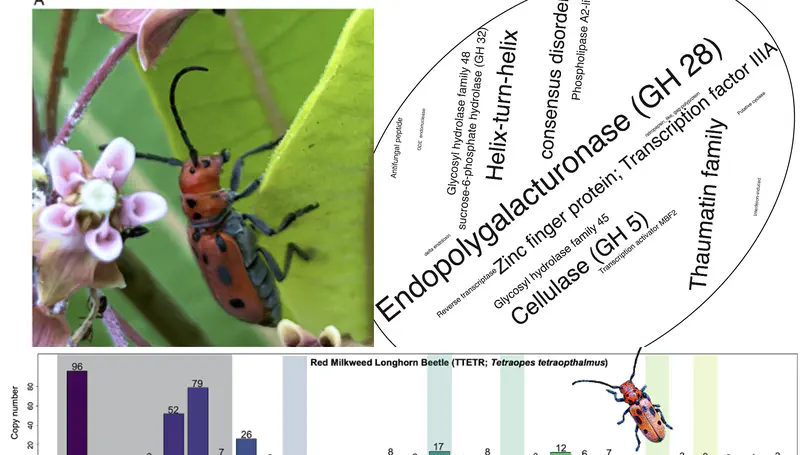 A
Antifungal peptide
Glycosyl hydrolase family 48
sucrose-6-phosphate hydrolase (GH 32)
Helix-turn-helix
consensus disorder
Phospholipase A2-li
Endopolygalacturonase (GH 28)
Zinc finger protein; Transcription factor IIIA
Putative cyclase
Thaumatin family
Interferon-induced
delta endotoxin
Reverse transcriptase
Glycosyl hydrolase family 45
Cellulase (GH 5)
Transcription activator MBF2
Red Milkweed Longhorn Beetle (TTETR; Tetraopes tetraopthalmus)
Copy number
80
60
40
20
96
52
79
7
26
8
17
8
12
6
7